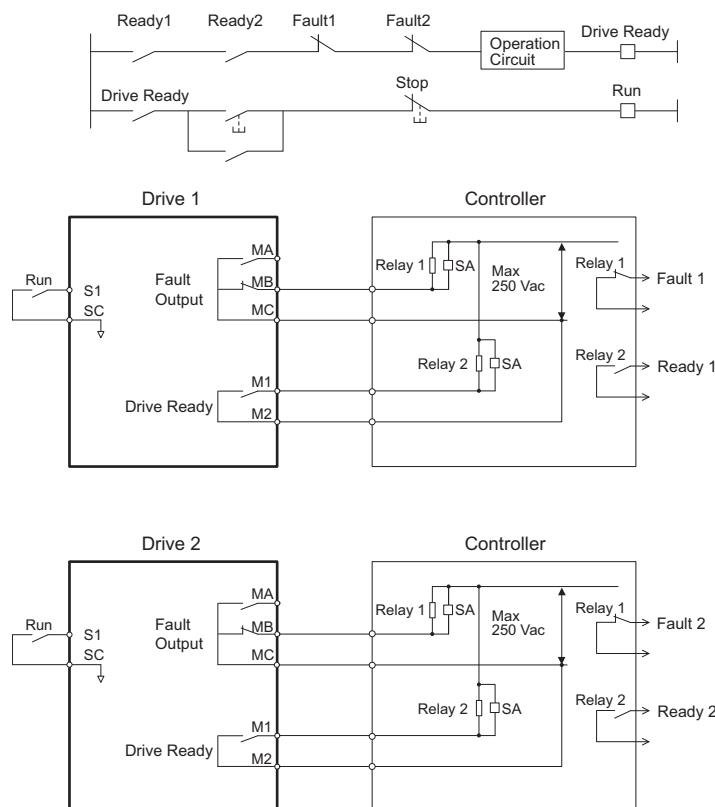 Ready1 Ready2 Fault1 Fault2 Drive Ready
Operation
Circuit
Drive Ready Stop Run
Drive 1 Controller
MA
Run Fault
Output Relay 1 SA Max
250 Vac Relay 1 Fault 1
S1 MB
SC MC
Relay 2 SA Relay 2 Ready 1
M1
Drive Ready
M2
Drive 2 Controller
MA
Run Fault
Output Relay 1 SA Max
250 Vac Relay 1 Fault 2
S1 MB
SC MC
Relay 2 SA Relay 2 Ready 2
M1
Drive Ready
M2